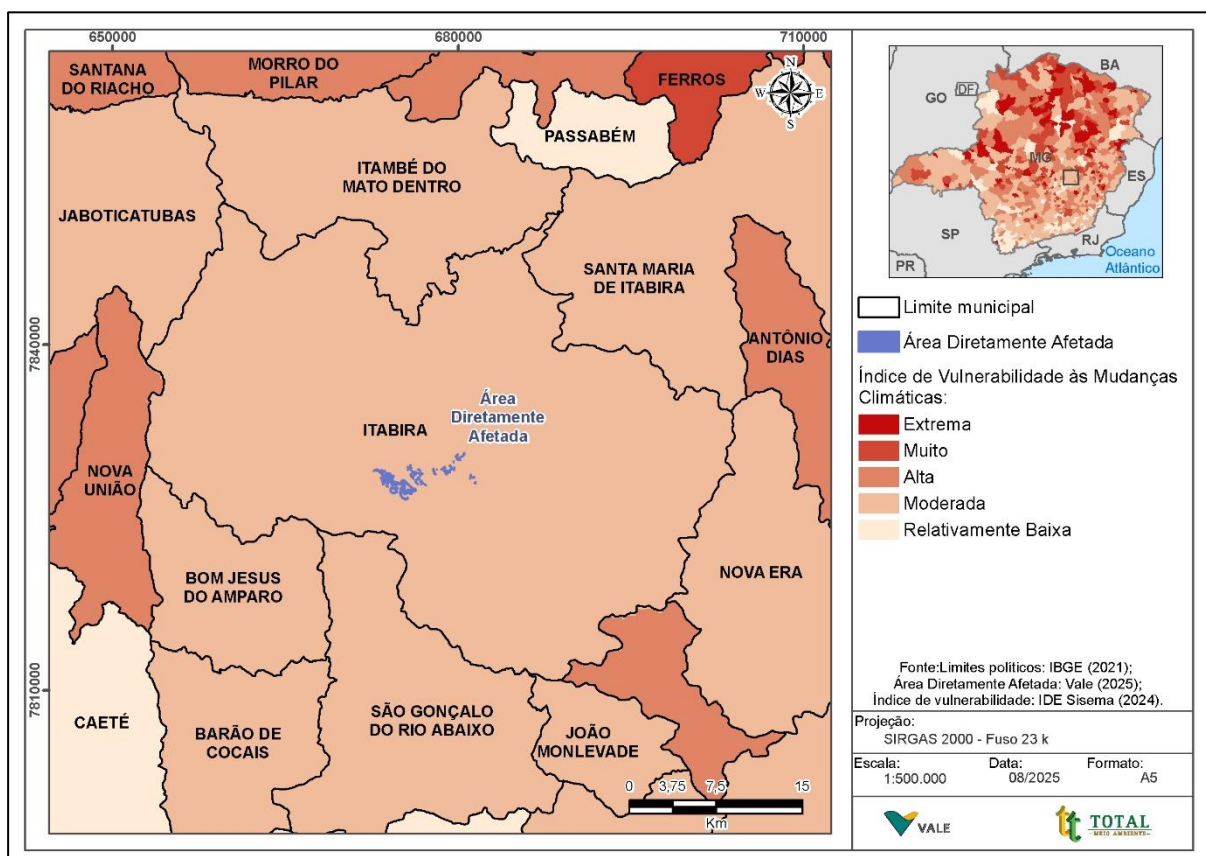 650000
680000
710000
7840000
7810000
SANTANA
DO RIACHO
MORRO DO
PILAR
FERROS
N
W
E
S
PASSABÉM
ITAMBÉ DO
MATO DENTRO
JABOTICATUBAS
SANTA MARIA
DE ITABIRA
ANTÔNIO
DIAS
Área
Diretamente
Afetada
ITABIRA
NOVA
UNIÃO
BOM JESUS
DO AMPARO
NOVA ERA
CAETÉ
BARÃO DE
COCAIS
SÃO GONÇALO
DO RIO ABAIXO
JOÃO
MONLEVADE
0 3,75 7,5 15
Km
BA
GO
DF
MG
ES
SP
RJ
PR
Oceano
Atlântico
Limite municipal
Área Diretamente Afetada
Índice de Vulnerabilidade às Mudanças
Climáticas:
Extrema
Muito
Alta
Moderada
Relativamente Baixa
Fonte:Limites políticos: IBGE (2021);
Área Diretamente Afetada: Vale (2025);
Índice de vulnerabilidade: IDE Sisema (2024).
Projeção:
SIRGAS 2000 - Fuso 23 k
Escala: Data: Formato:
1:500.000 08/2025 A5
VALE
TOTAL
MEIO AMBIENTE